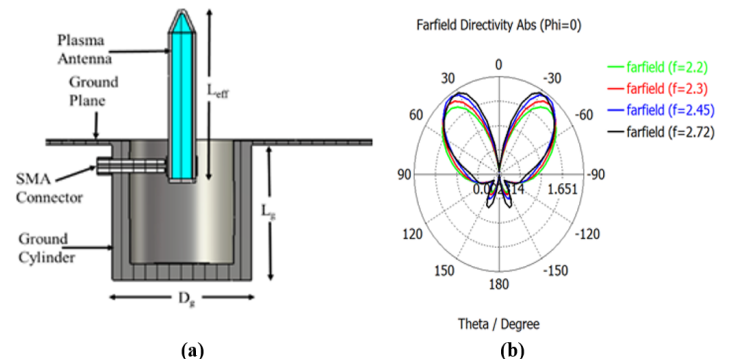 Plasma
Antenna
Ground
Plane
L_eff
SMA
Connector
L_g
Ground
Cylinder
D_g
(a)
Farfield Directivity Abs (Phi=0)
0
30
-30
60
-60
90
-90
1.651
120
-120
150
-150
180
Theta / Degree
farfield (f=2.2)
farfield (f=2.3)
farfield (f=2.45)
farfield (f=2.72)
(b)